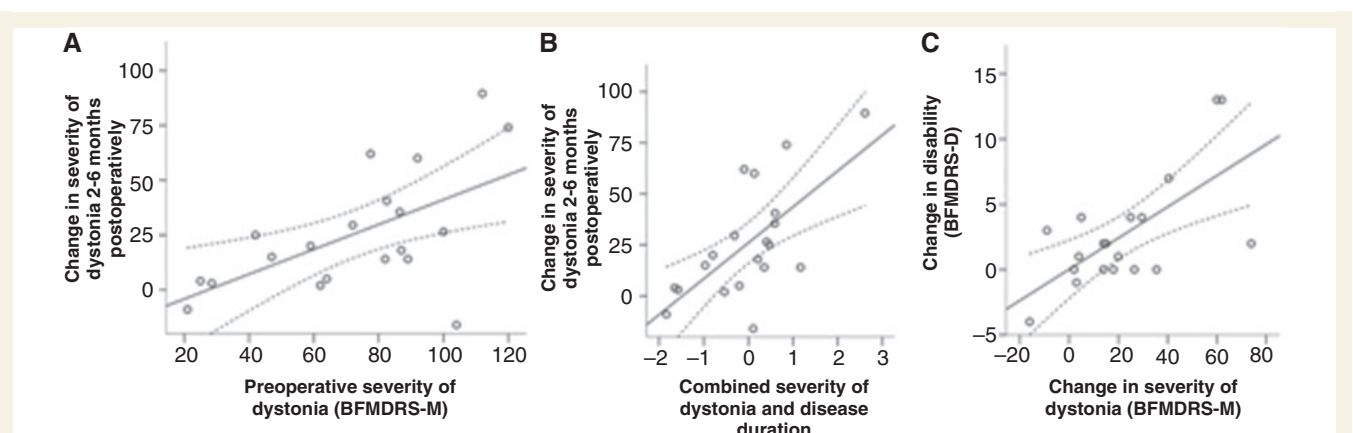 A
Change in severity of
dystonia 2-6 months
postoperatively
100
75
50
25
0
20 40 60 80 100 120
Preoperative severity of
dystonia (BFMDRS-M)
B
Change in severity of
dystonia 2-6 months
postoperatively
100
75
50
25
0
–2 –1 0 1 2 3
Combined severity of
dystonia and disease
duration
C
Change in disability
(BFMDRS-D)
15
10
5
0
–5
–20 0 20 40 60 80
Change in severity of
dystonia (BFMDRS-M)